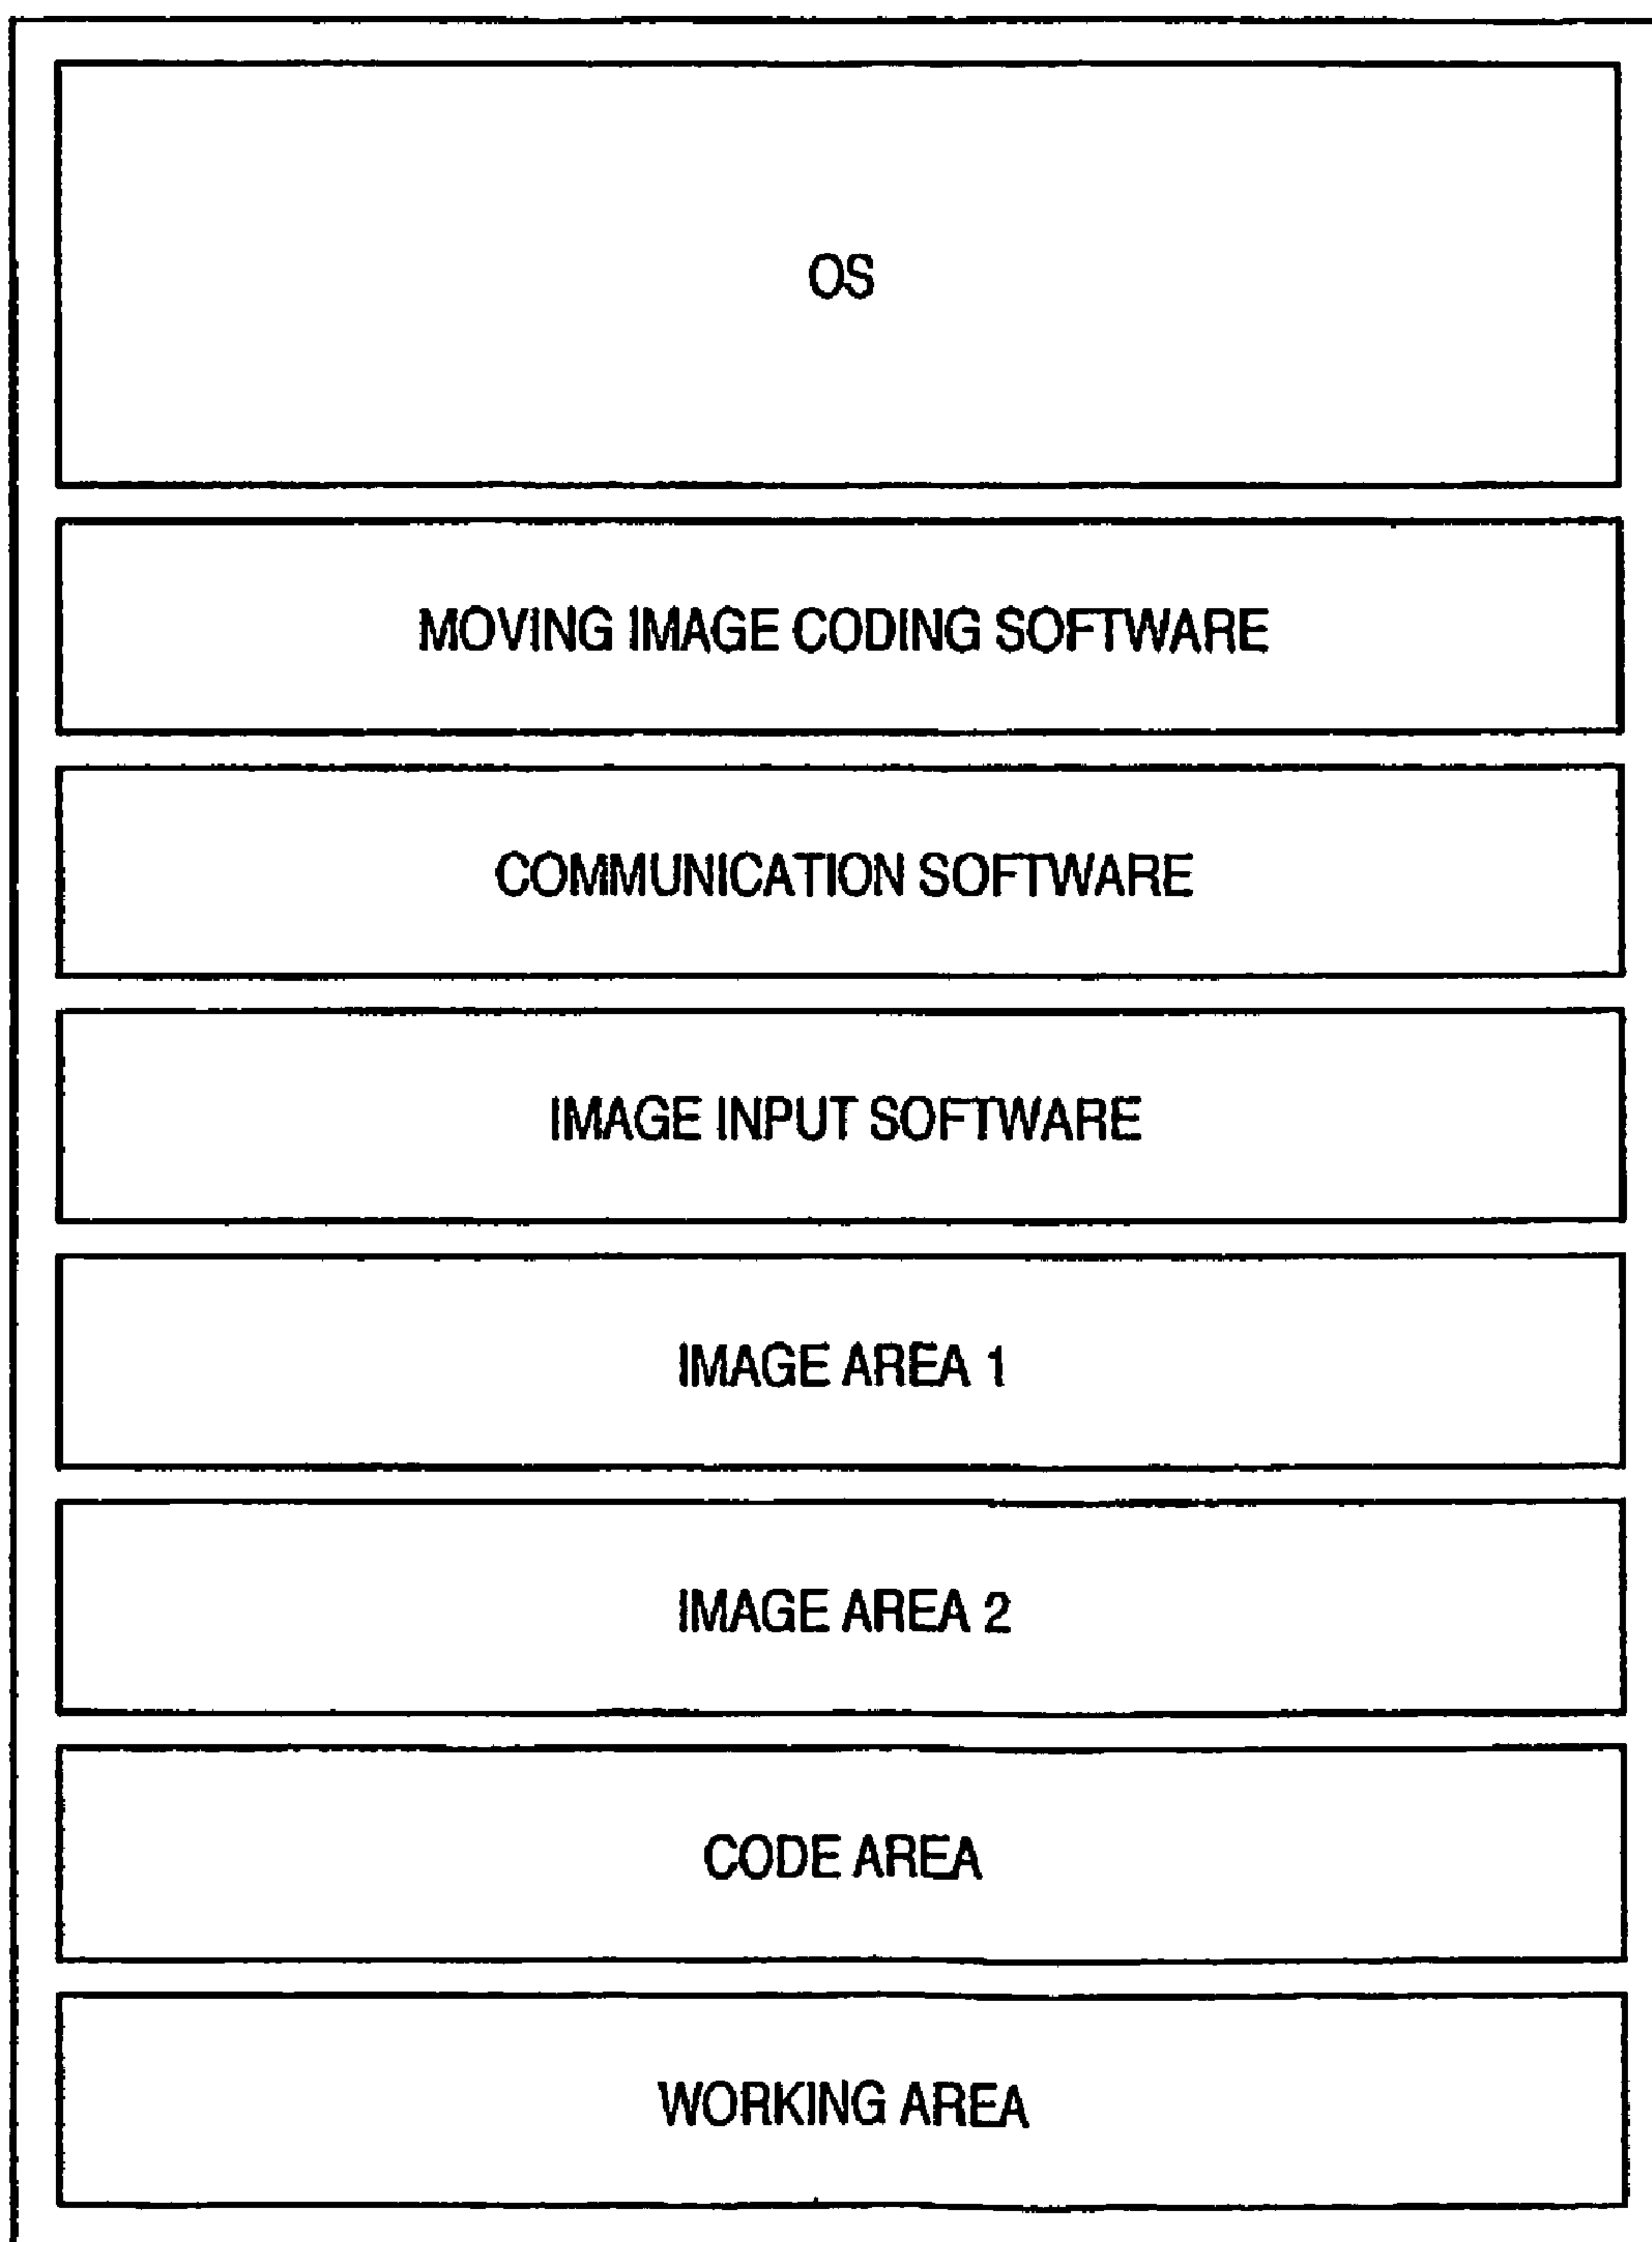 OS
MOVING IMAGE CODING SOFTWARE
COMMUNICATION SOFTWARE
IMAGE INPUT SOFTWARE
IMAGE AREA 1
IMAGE AREA 2
CODE AREA
WORKING AREA